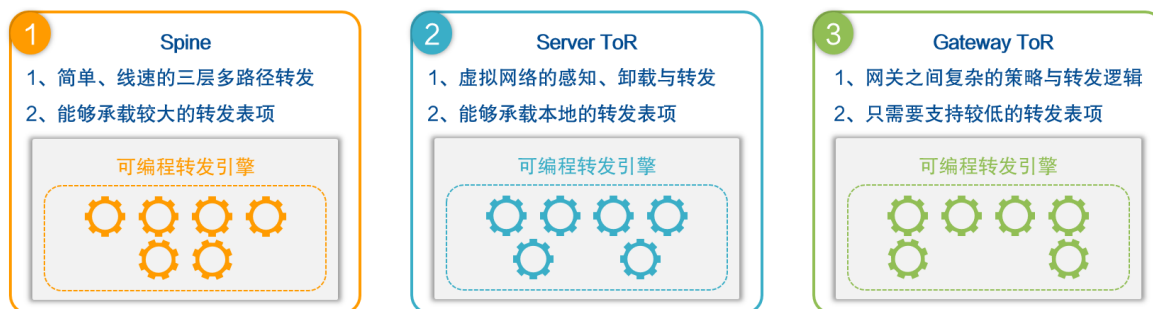 1
Spine
1、简单、线速的三层多路径转发
2、能够承载较大的转发表项
可编程转发引擎
2
Server ToR
1、虚拟网络的感知、卸载与转发
2、能够承载本地的转发表项
可编程转发引擎
3
Gateway ToR
1、网关之间复杂的策略与转发逻辑
2、只需要支持较低的转发表项
可编程转发引擎